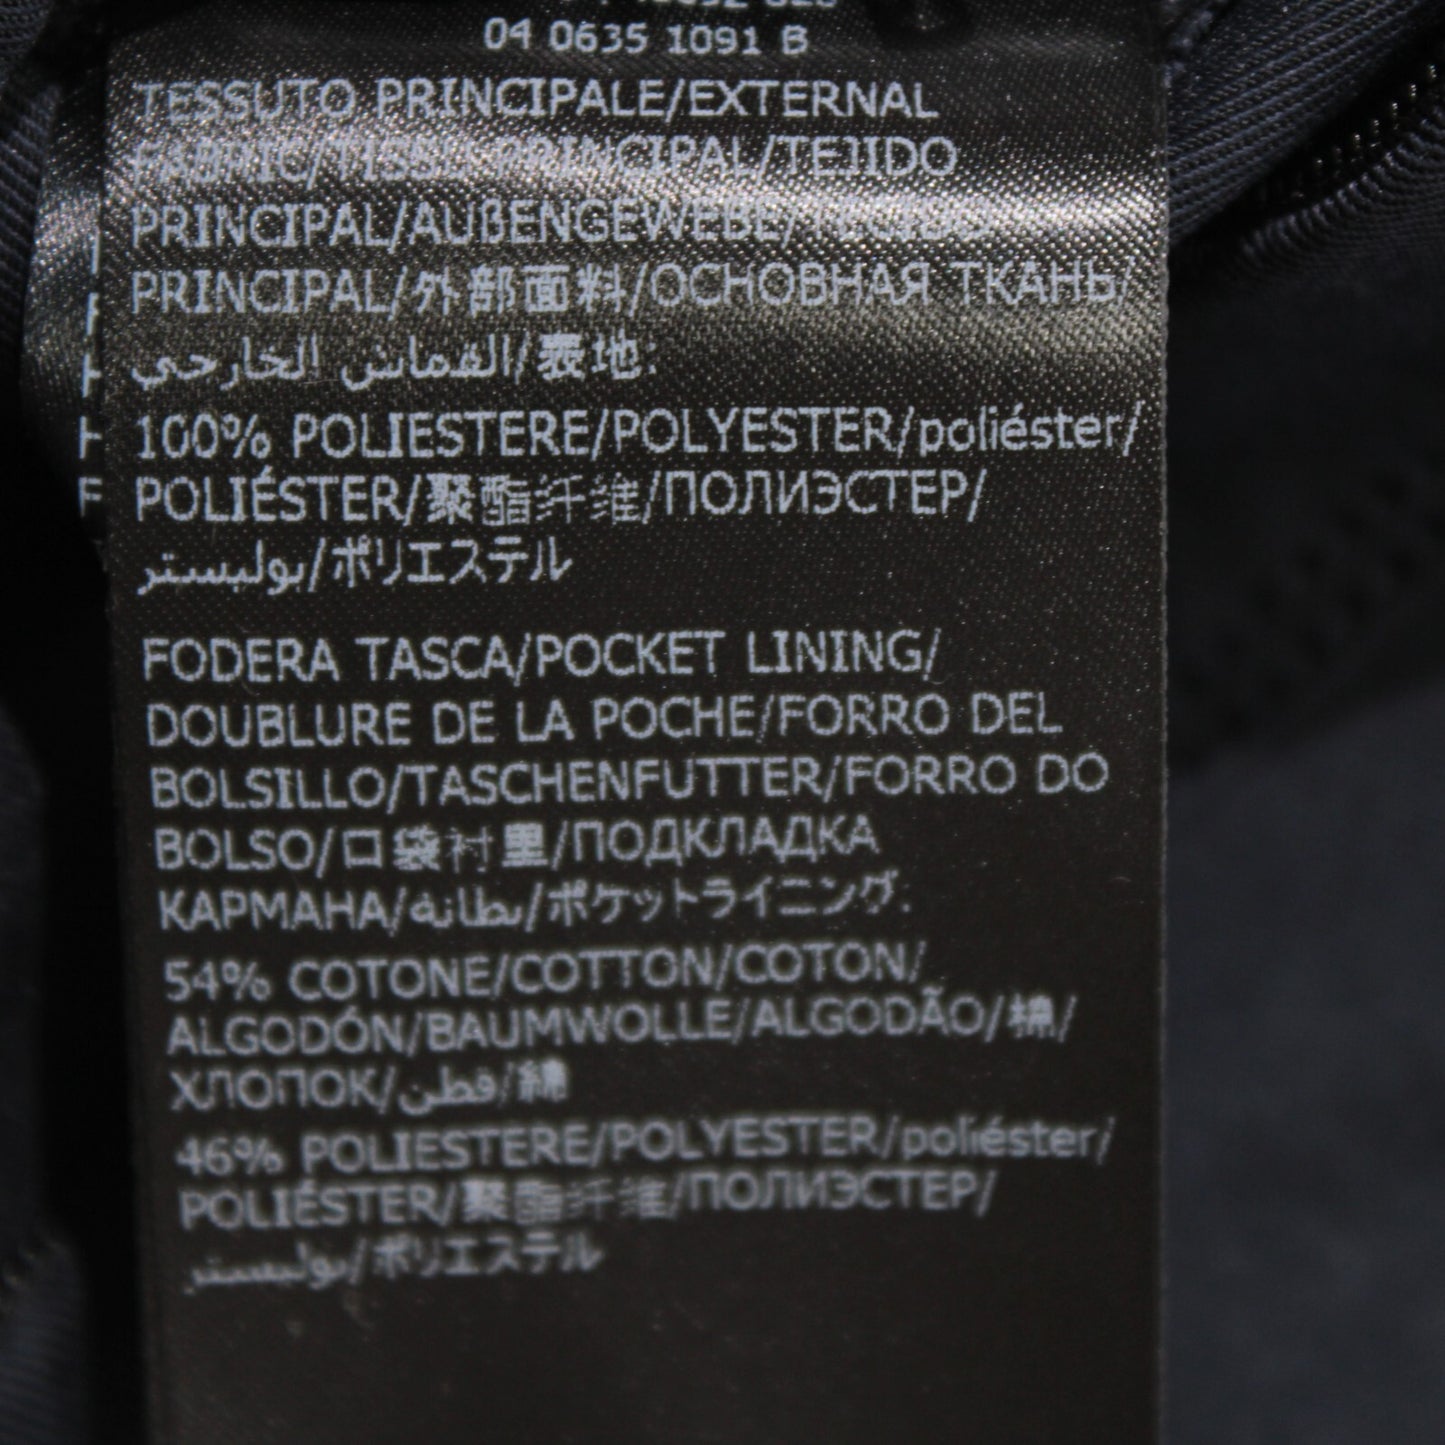 04 0635 1091 B
TESSUTO PRINCIPALE/EXTERNAL
FABRIC/TISSU PRINCIPAL/TEJIDO
PRINCIPAL/AUßENGEWEBE/TECIDO
PRINCIPAL/外部面料/ОСНОВНАЯ ТКАНЬ/
القماش الخارجي/表地:
100% POLIESTERE/POLYESTER/poliéster/
POLIÉSTER/聚酯纤维/ПОЛИЭСТЕР/
بوليستر/ポリエステル
FODERA TASCA/POCKET LINING/
DOUBLURE DE LA POCHE/FORRO DEL
BOLSILLO/TASCHENFUTTER/FORRO DO
BOLSO/口袋衬里/ПОДКЛАДКА
КАРМАНА/بطانة/ポケットライニング:
54% COTONE/COTTON/COTON/
ALGODÓN/BAUMWOLLE/ALGODÃO/棉/
ХЛОПОК/قطن/綿
46% POLIESTERE/POLYESTER/poliéster/
POLIÉSTER/聚酯纤维/ПОЛИЭСТЕР/
بوليستر/ポリエステル